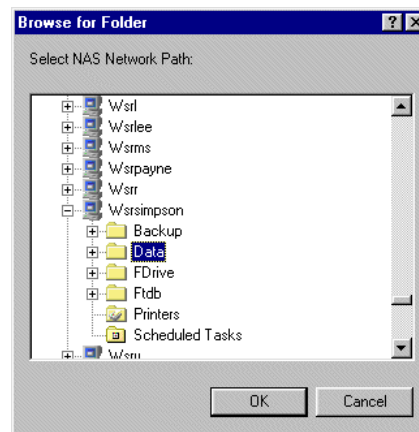 Browse for Folder
Select NAS Network Path:
Wsrl
Wsrlee
Wsrms
Wsrpayne
Wsrr
Wsrsimpson
Backup
Data
FDrive
Ftdb
Printers
Scheduled Tasks
OK Cancel